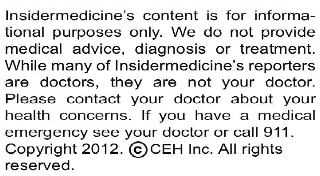 Insidermedicine's content is for informa-
tional purposes only. We do not provide
medical advice, diagnosis or treatment.
While many of Insidermedicine's reporters
are doctors, they are not your doctor.
Please contact your doctor about your
health concerns. If you have a medical
emergency see your doctor or call 911.
Copyright 2012. ©CEH Inc. All rights
reserved.